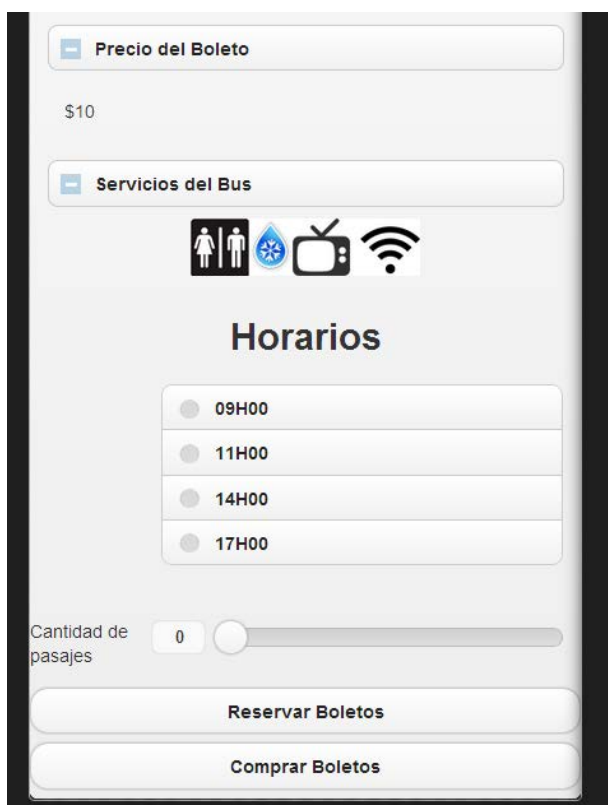 Precio del Boleto
$10
Servicios del Bus
Horarios
09H00
11H00
14H00
17H00
Cantidad de
pasajes
0
Reservar Boletos
Comprar Boletos